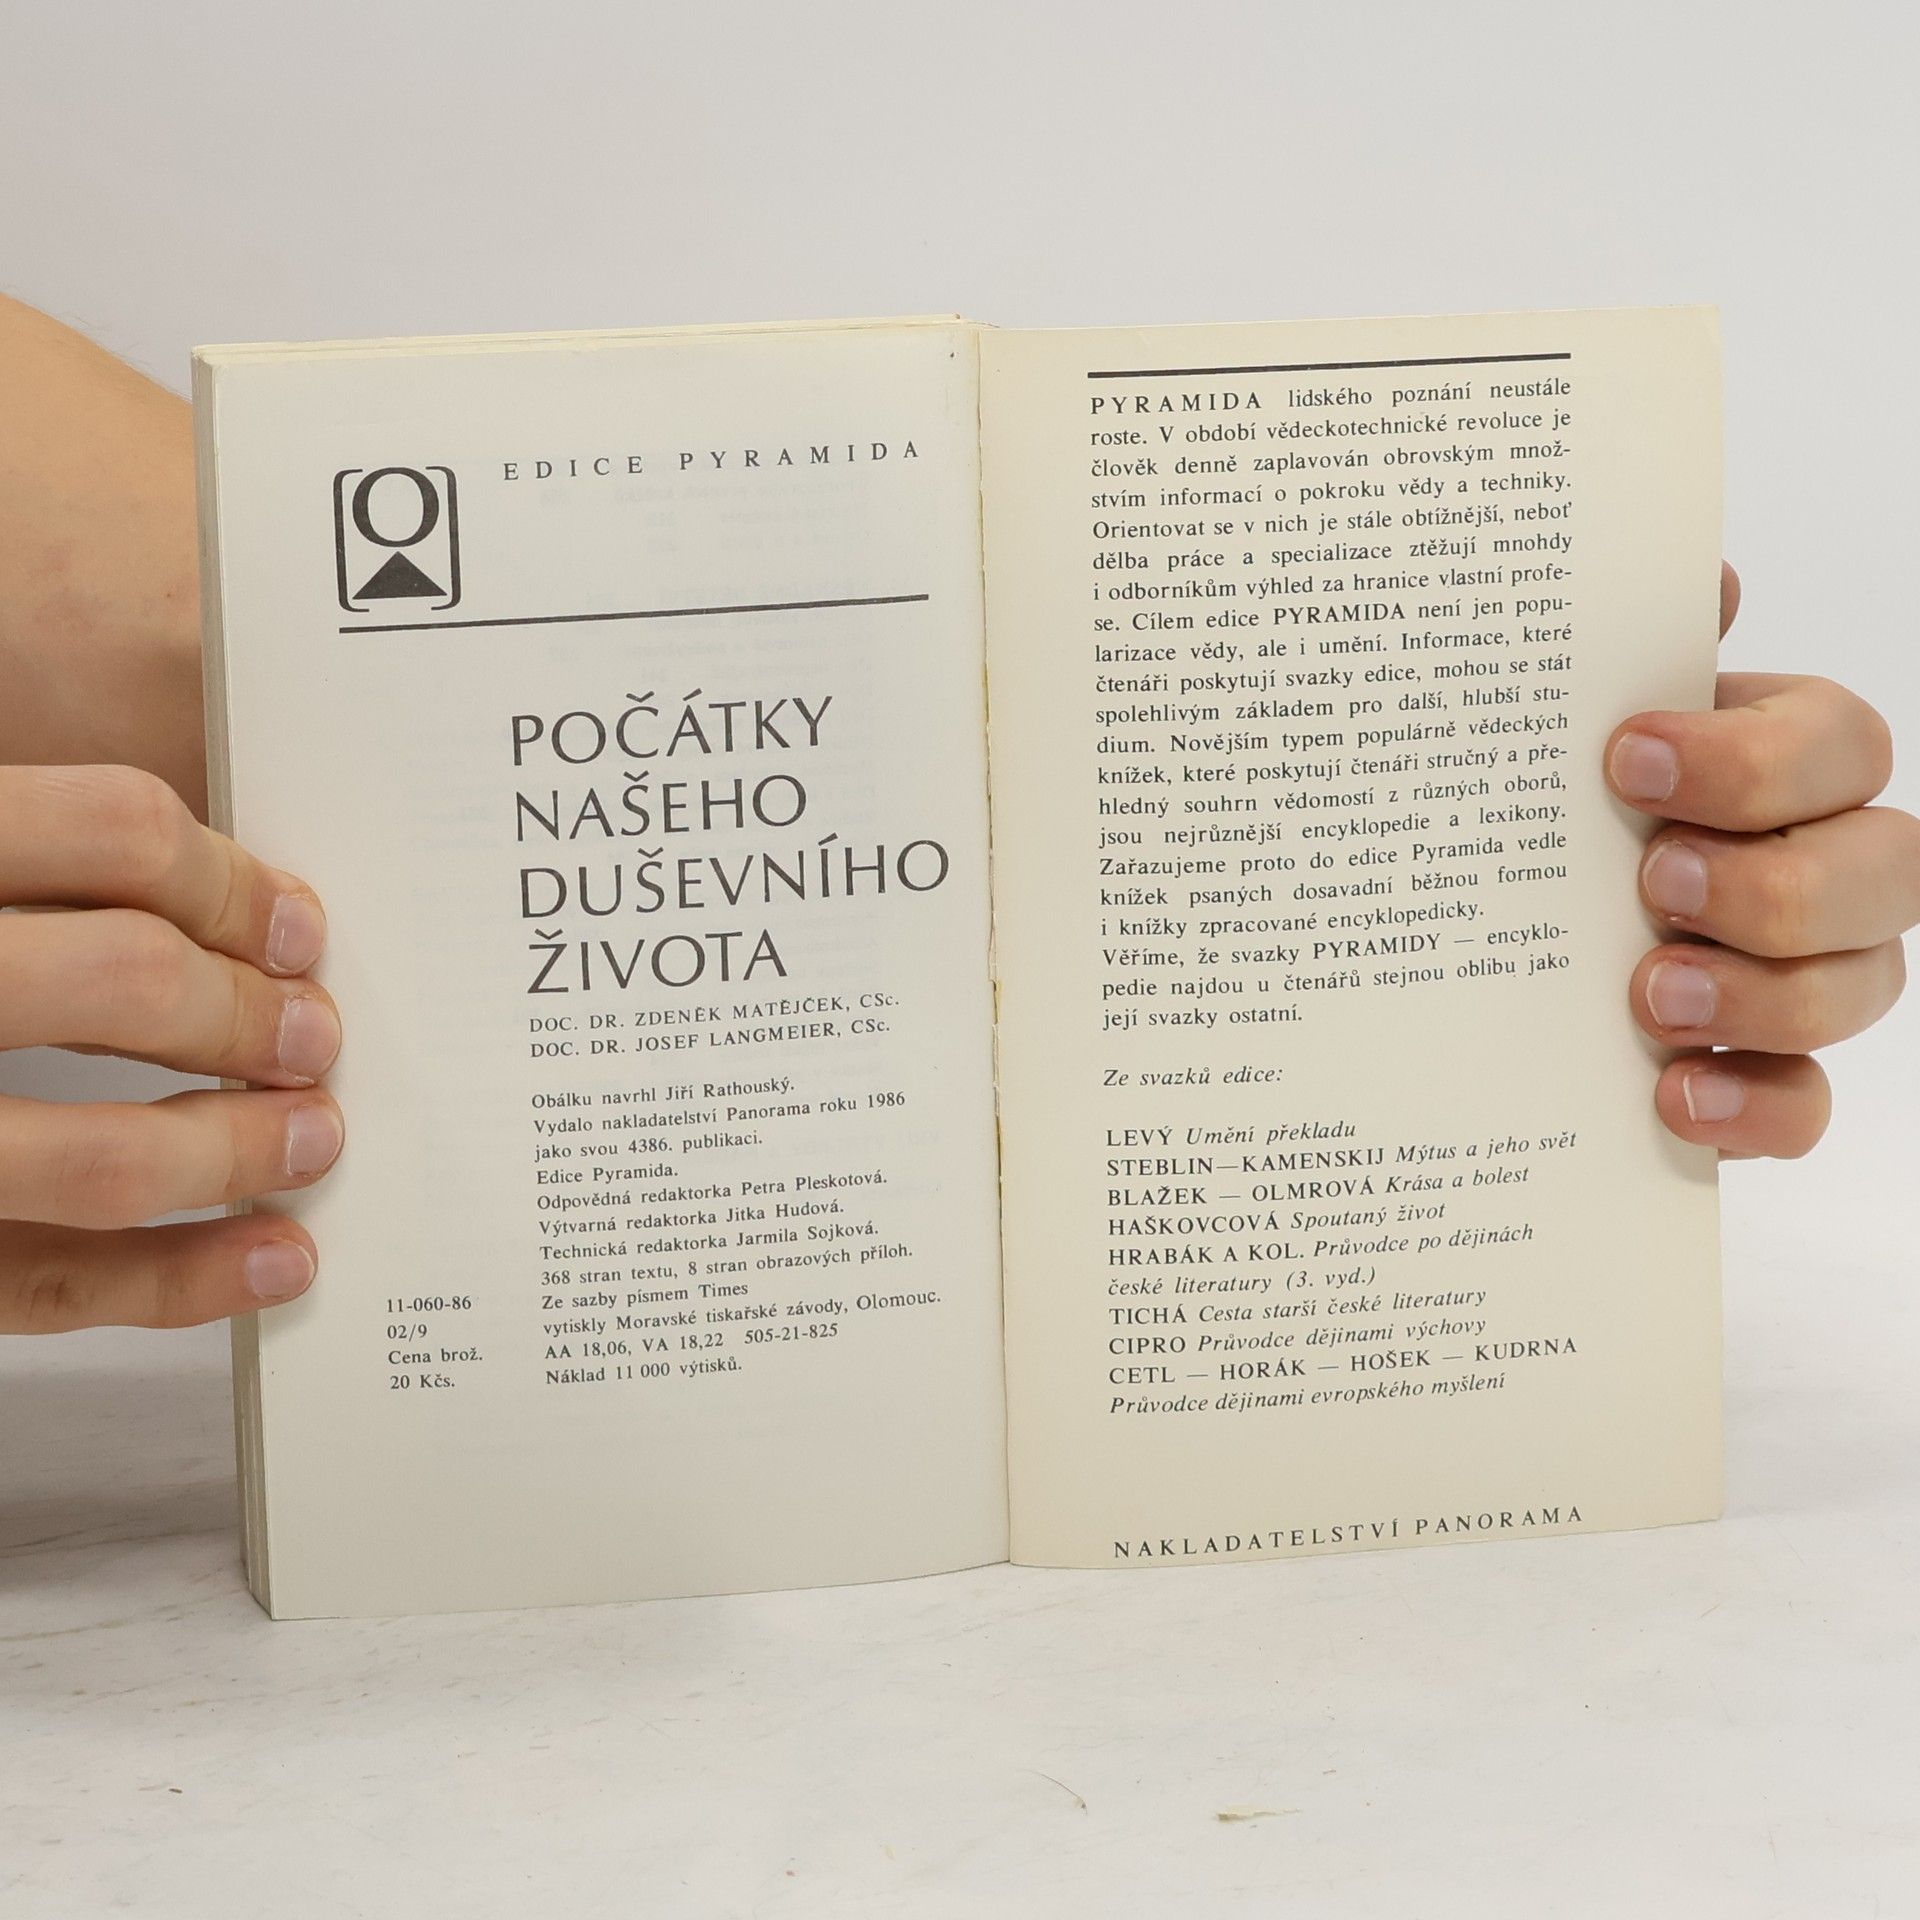 EDICE PYRAMIDA
POČÁTKY
NAŠEHO
DUŠEVNÍHO
ŽIVOTA
DOC. DR. ZDENĚK MATĚJČEK, CSc.
DOC. DR. JOSEF LANGMEIER, CSc.
Obálku navrhl Jiří Rathouský.
Vydalo nakladatelství Panorama roku 1986
jako svou 4386. publikaci.
Edice Pyramida.
Odpovědná redaktorka Petra Pleskotová.
Výtvarná redaktorka Jitka Hudová.
Technická redaktorka Jarmila Sojková.
368 stran textu, 8 stran obrazových příloh.
Ze sazby písmem Times
vytiskly Moravské tiskařské závody, Olomouc.
AA 18,06, VA 18,22 505-21-825
Náklad 11 000 výtisků.
11-060-86
02/9
Cena brož.
20 Kčs.
PYRAMIDA lidského poznání neustále
roste. V období vědeckotechnické revoluce je
člověk denně zaplavován obrovským množ-
stvím informací o pokroku vědy a techniky.
Orientovat se v nich je stále obtížnější, neboť
dělba práce a specializace ztěžují mnohdy
i odborníkům výhled za hranice vlastní profe-
se. Cílem edice PYRAMIDA není jen popu-
larizace vědy, ale i umění. Informace, které
čtenáři poskytují svazky edice, mohou se stát
spolehlivým základem pro další, hlubší stu-
dium. Novějším typem populárně vědeckých
knížek, které poskytují čtenáři stručný a pře-
hledný souhrn vědomostí z různých oborů,
jsou nejrůznější encyklopedie a lexikony.
Zařazujeme proto do edice Pyramida vedle
knížek psaných dosavadní běžnou formou
i knížky zpracované encyklopedicky.
Věříme, že svazky PYRAMIDY — encyklo-
pedie najdou u čtenářů stejnou oblibu jako
její svazky ostatní.
Ze svazků edice:
LEVÝ Umění překladu
STEBLIN—KAMENSKIJ Mýtus a jeho svět
BLAŽEK — OLMROVÁ Krása a bolest
HAŠKOVCOVÁ Spoutaný život
HRABÁK A KOL. Průvodce po dějinách
české literatury (3. vyd.)
TICHÁ Cesta starší české literatury
CIPRO Průvodce dějinami výchovy
CETL — HORÁK — HOŠEK — KUDRNA
Průvodce dějinami evropského myšlení
NAKLADATELSTVÍ PANORAMA